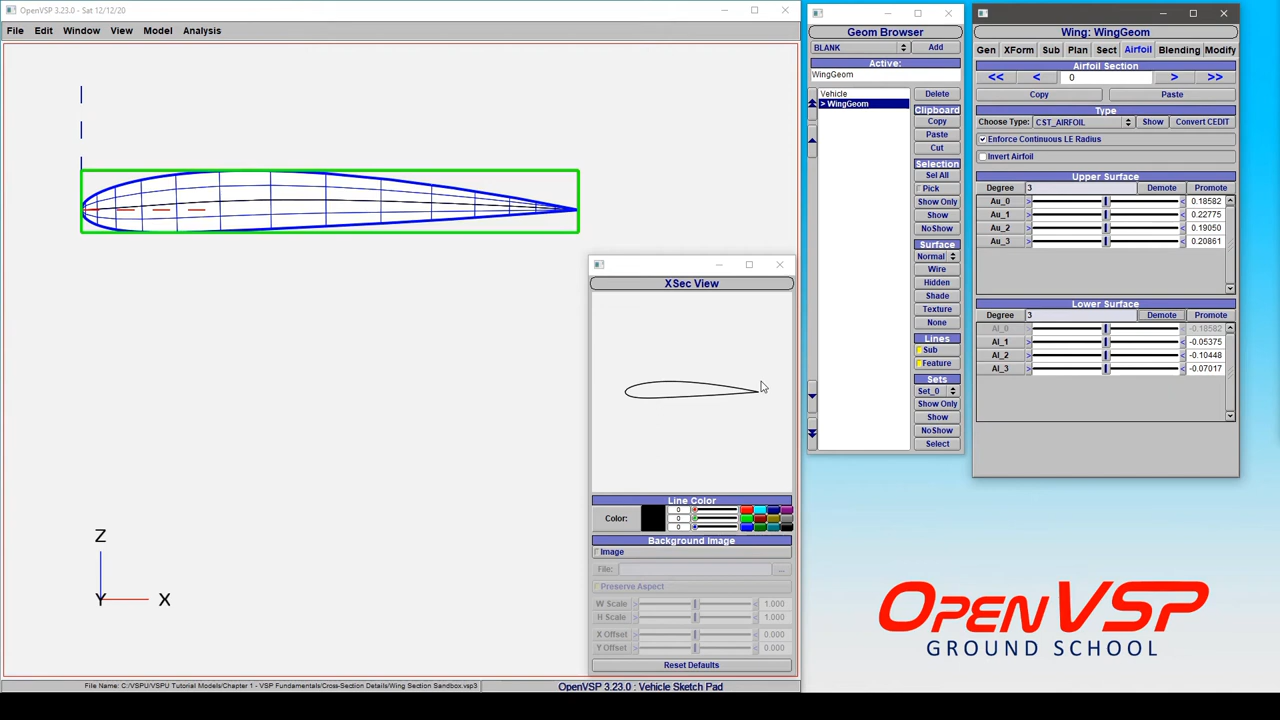 OpenVSP 3.23.0 - Sat 12/12/20
File Edit Window View Model Analysis
Z
Y X
File Name: C:/VSPU/VSPU Tutorial Models/Chapter 1 - VSP Fundamentals/Cross-Section Details/Wing Section Sandbox.vsp3
OpenVSP 3.23.0 : Vehicle Sketch Pad
XSec View
Line Color
Color:
0
0
0
Background Image
Image
File: ...
Preserve Aspect
W Scale > < 1.000
H Scale > < 1.000
X Offset > < 0.000
Y Offset > < 0.000
Reset Defaults
Geom Browser
BLANK Add
Active:
WingGeom
Vehicle
> WingGeom
Delete
Clipboard
Copy
Paste
Cut
Selection
Sel All
Pick
Show Only
Show
NoShow
Surface
Normal
Wire
Hidden
Shade
Texture
None
Lines
Sub
Feature
Sets
Set_0
Show Only
Show
NoShow
Select
Wing: WingGeom
Gen XForm Sub Plan Sect Airfoil Blending Modify
Airfoil Section
<< < 0 > >>
Copy Paste
Type
Choose Type: CST_AIRFOIL Show Convert CEDIT
Enforce Continuous LE Radius
Invert Airfoil
Upper Surface
Degree 3 Demote Promote
Au_0 > < 0.18582
Au_1 > < 0.22775
Au_2 > < 0.19050
Au_3 > < 0.20861
Lower Surface
Degree 3 Demote Promote
Al_0 > < -0.18582
Al_1 > < -0.05375
Al_2 > < -0.10448
Al_3 > < -0.07017
OPENVSP
GROUND SCHOOL